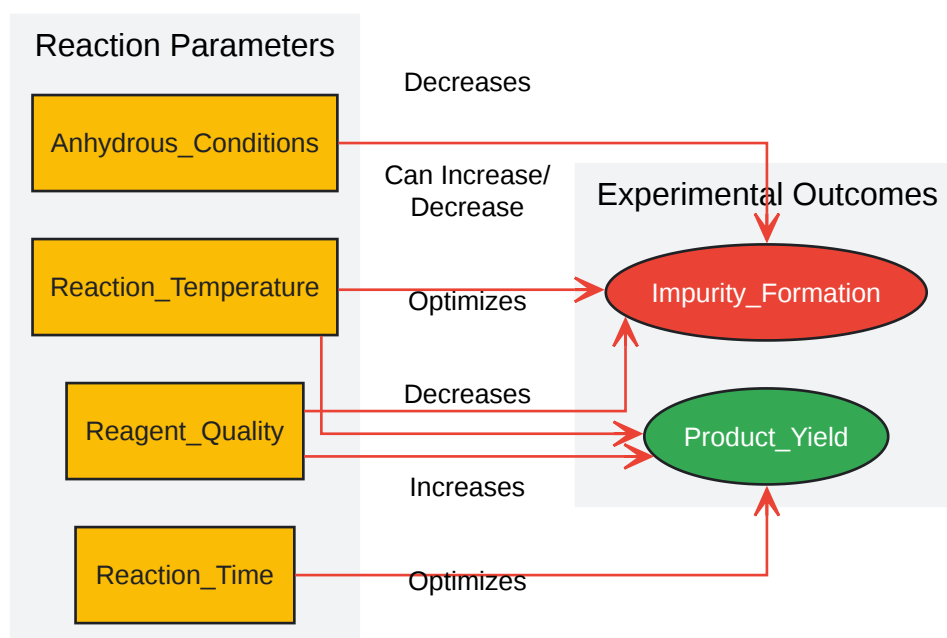 Reaction Parameters
Decreases
Anhydrous_Conditions
Can Increase/
Decrease
Experimental Outcomes
Reaction_Temperature
Optimizes
Impurity_Formation
Decreases
Reagent_Quality
Product_Yield
Increases
Reaction_Time
Optimizes